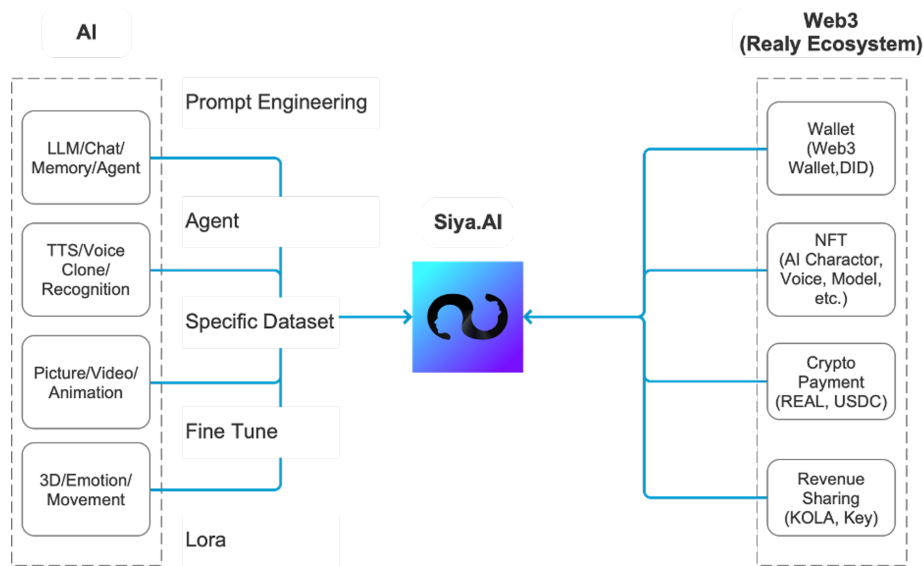 AI
LLM/Chat/
Memory/Agent
TTS/Voice
Clone/
Recognition
Picture/Video/
Animation
3D/Emotion/
Movement
Prompt Engineering
Agent
Specific Dataset
Fine Tune
Lora
Siya.AI
Web3
(Realy Ecosystem)
Wallet
(Web3
Wallet,DID)
NFT
(AI Charactor,
Voice, Model,
etc.)
Crypto
Payment
(REAL, USDC)
Revenue
Sharing
(KOLA, Key)